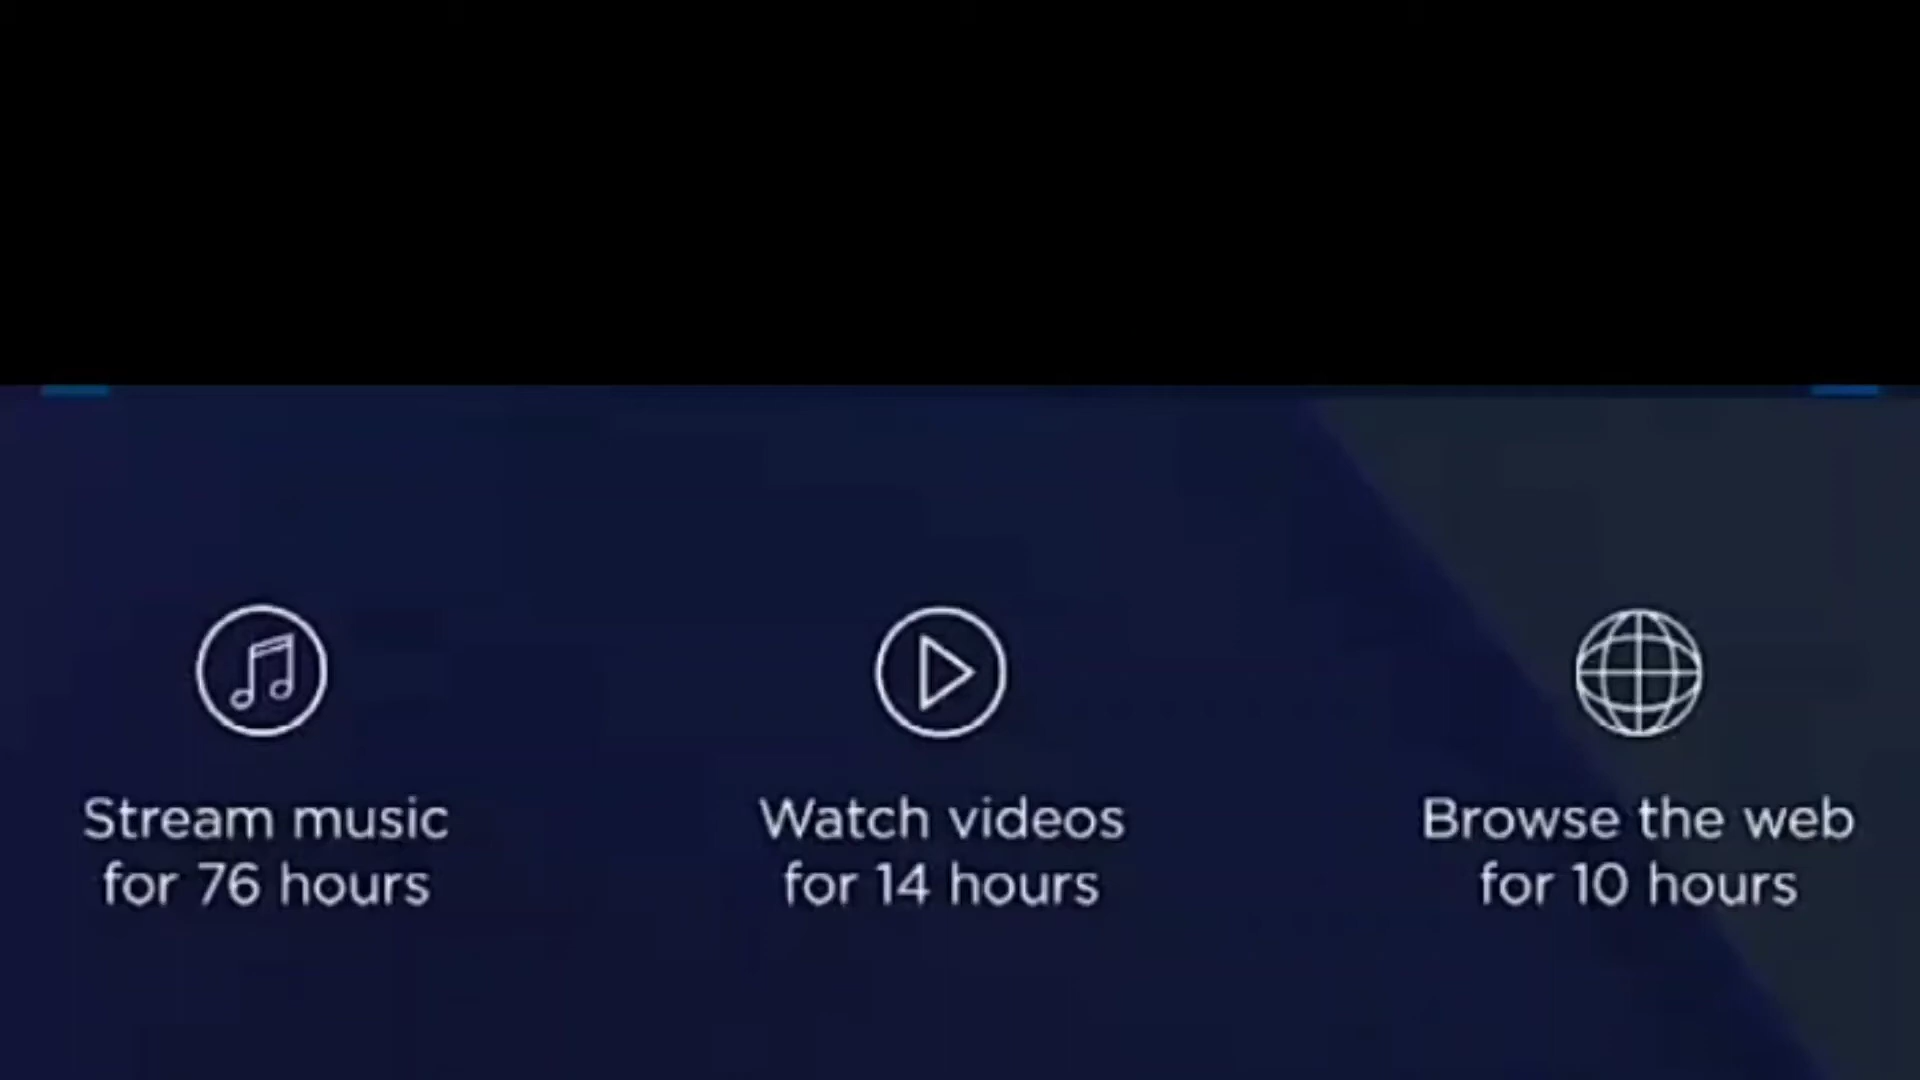 Stream music
for 76 hours
Watch videos
for 14 hours
Browse the web
for 10 hours